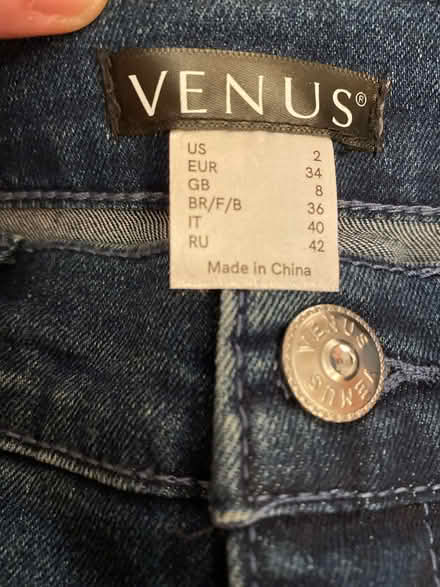 VENUS®
US 2
EUR 34
GB 8
BR/F/B 36
IT 40
RU 42
Made in China
VENUS
VENUS